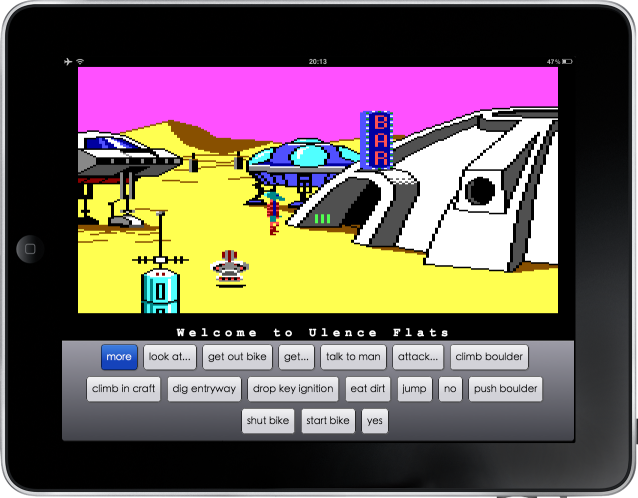 20:13 47%
BAR
Welcome to Ulence Flats
more look at... get out bike get... talk to man attack... climb boulder
climb in craft dig entryway drop key ignition eat dirt jump no push boulder
shut bike start bike yes